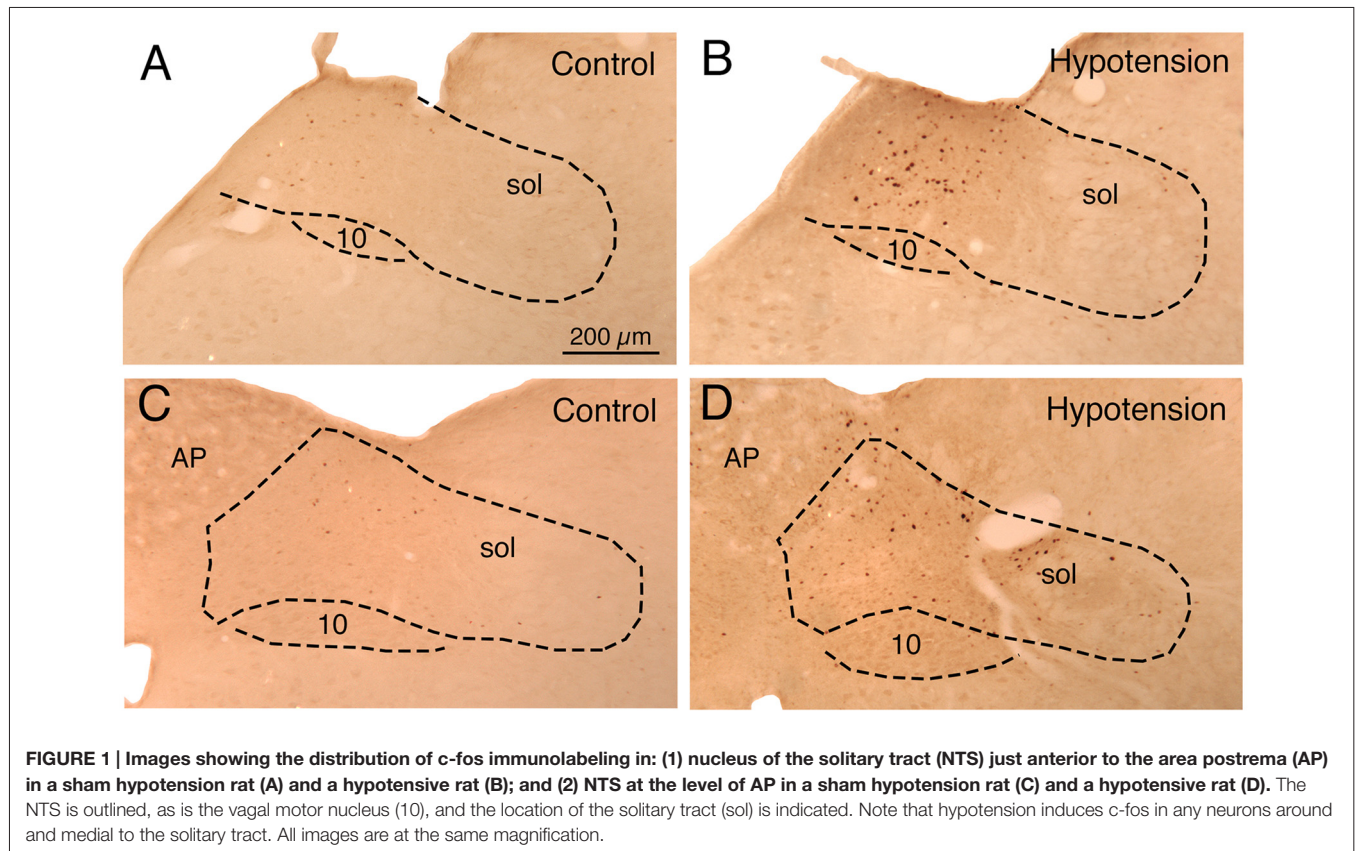 A
Control
sol
10
200 µm
B
Hypotension
sol
10
C
Control
AP
sol
10
D
Hypotension
AP
sol
10
FIGURE 1 | Images showing the distribution of c-fos immunolabeling in: (1) nucleus of the solitary tract (NTS) just anterior to the area postrema (AP)
in a sham hypotension rat (A) and a hypotensive rat (B); and (2) NTS at the level of AP in a sham hypotension rat (C) and a hypotensive rat (D). The
NTS is outlined, as is the vagal motor nucleus (10), and the location of the solitary tract (sol) is indicated. Note that hypotension induces c-fos in any neurons around
and medial to the solitary tract. All images are at the same magnification.